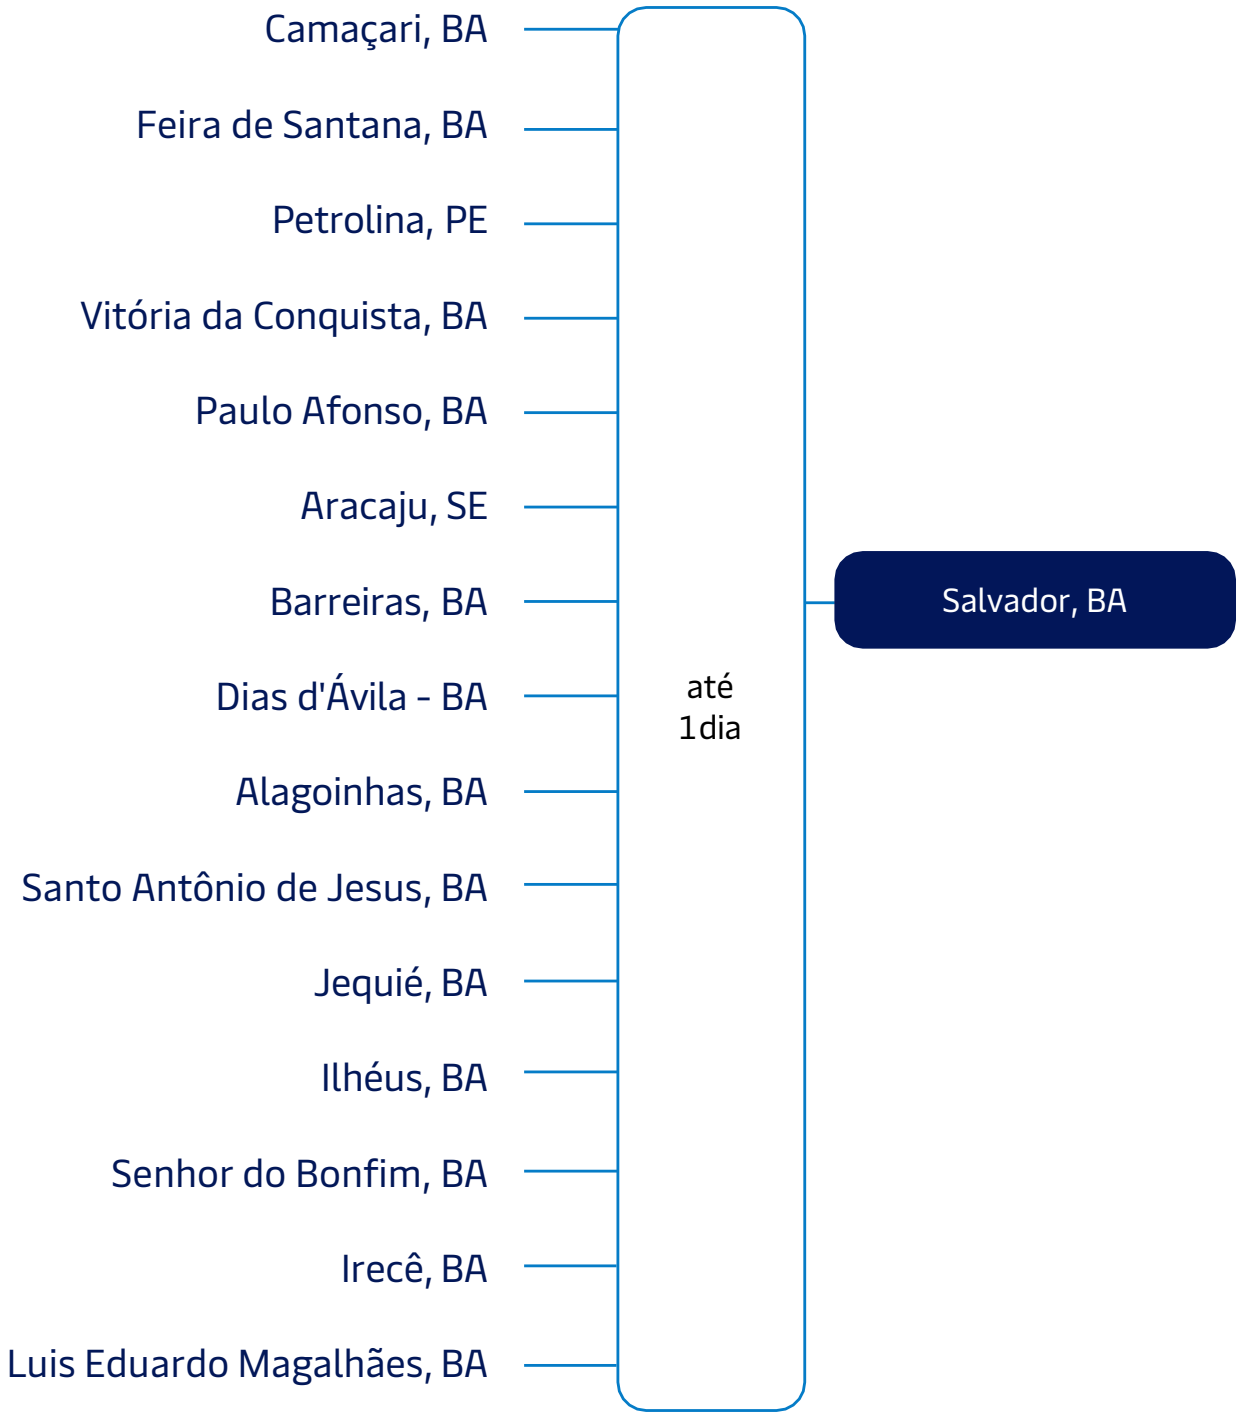 Camaçari, BA
Feira de Santana, BA
Petrolina, PE
Vitória da Conquista, BA
Paulo Afonso, BA
Aracaju, SE
Barreiras, BA
Dias d'Ávila - BA
Alagoinhas, BA
Santo Antônio de Jesus, BA
Jequié, BA
Ilhéus, BA
Senhor do Bonfim, BA
Irecê, BA
Luis Eduardo Magalhães, BA
até
1 dia
Salvador, BA